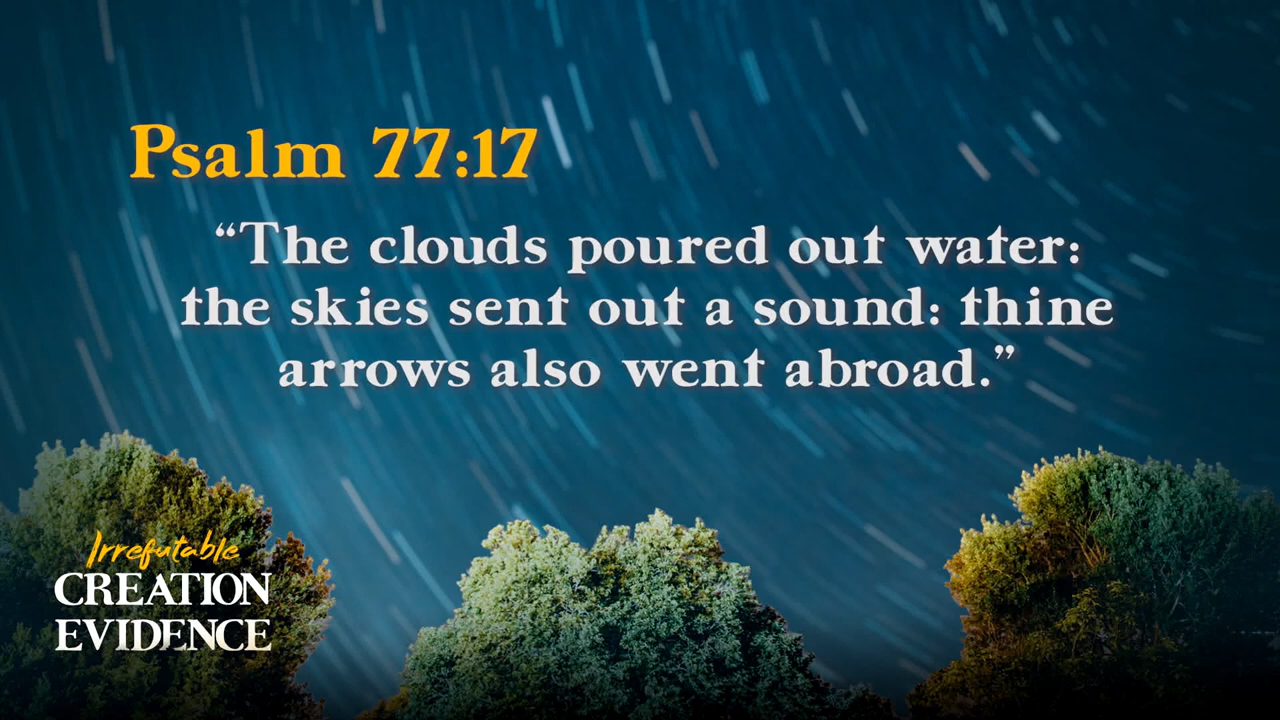 Psalm 77:17
“The clouds poured out water:
the skies sent out a sound: thine
arrows also went abroad.”
Irrefutable
CREATION
EVIDENCE